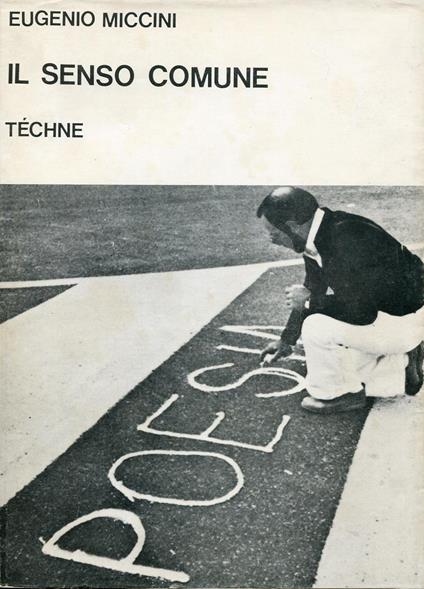 EUGENIO MICCINI
IL SENSO COMUNE
TÉCHNE
POESIA